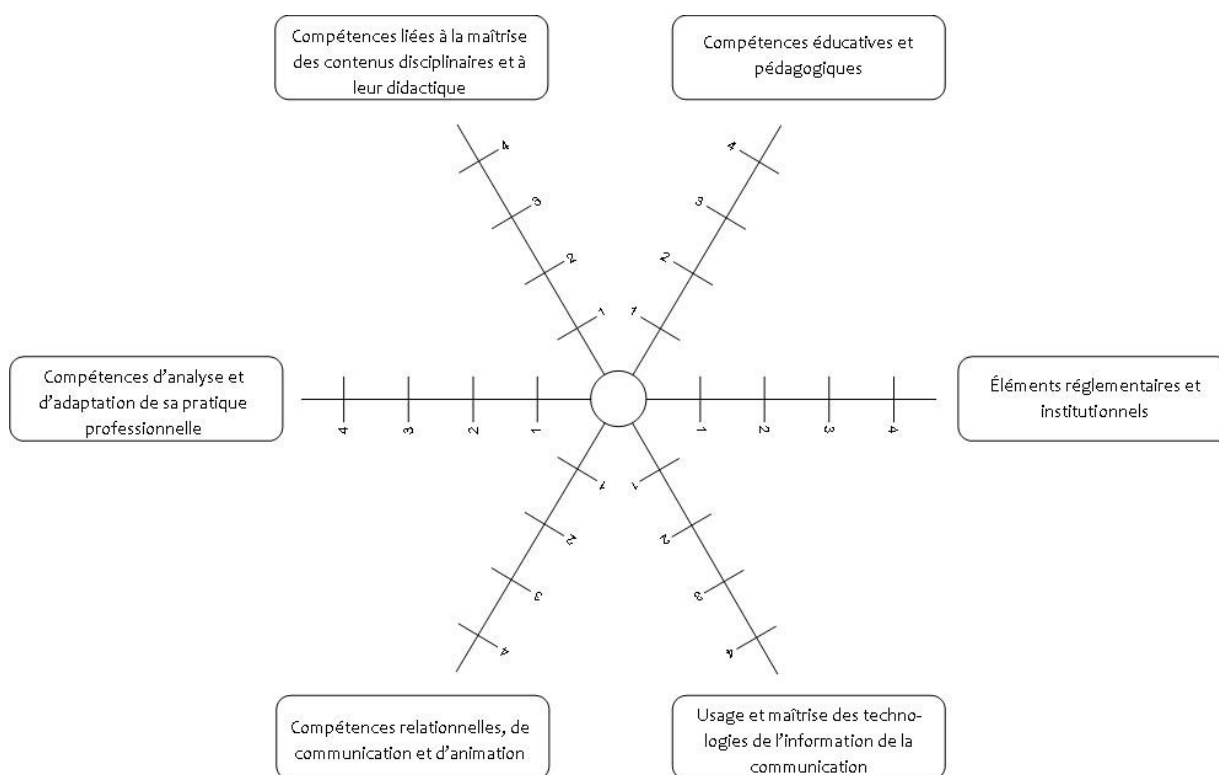 Compétences liées à la maîtrise
des contenus disciplinaires et à
leur didactique
Compétences éducatives et
pédagogiques
4
3
2
1
4
3
2
1
Compétences d'analyse et
d'adaptation de sa pratique
professionnelle
4 3 2 1
1 2 3 4
Éléments réglementaires et
institutionnels
1
2
3
4
1
2
3
4
Compétences relationnelles, de
communication et d'animation
Usage et maîtrise des techno-
logies de l'information de la
communication